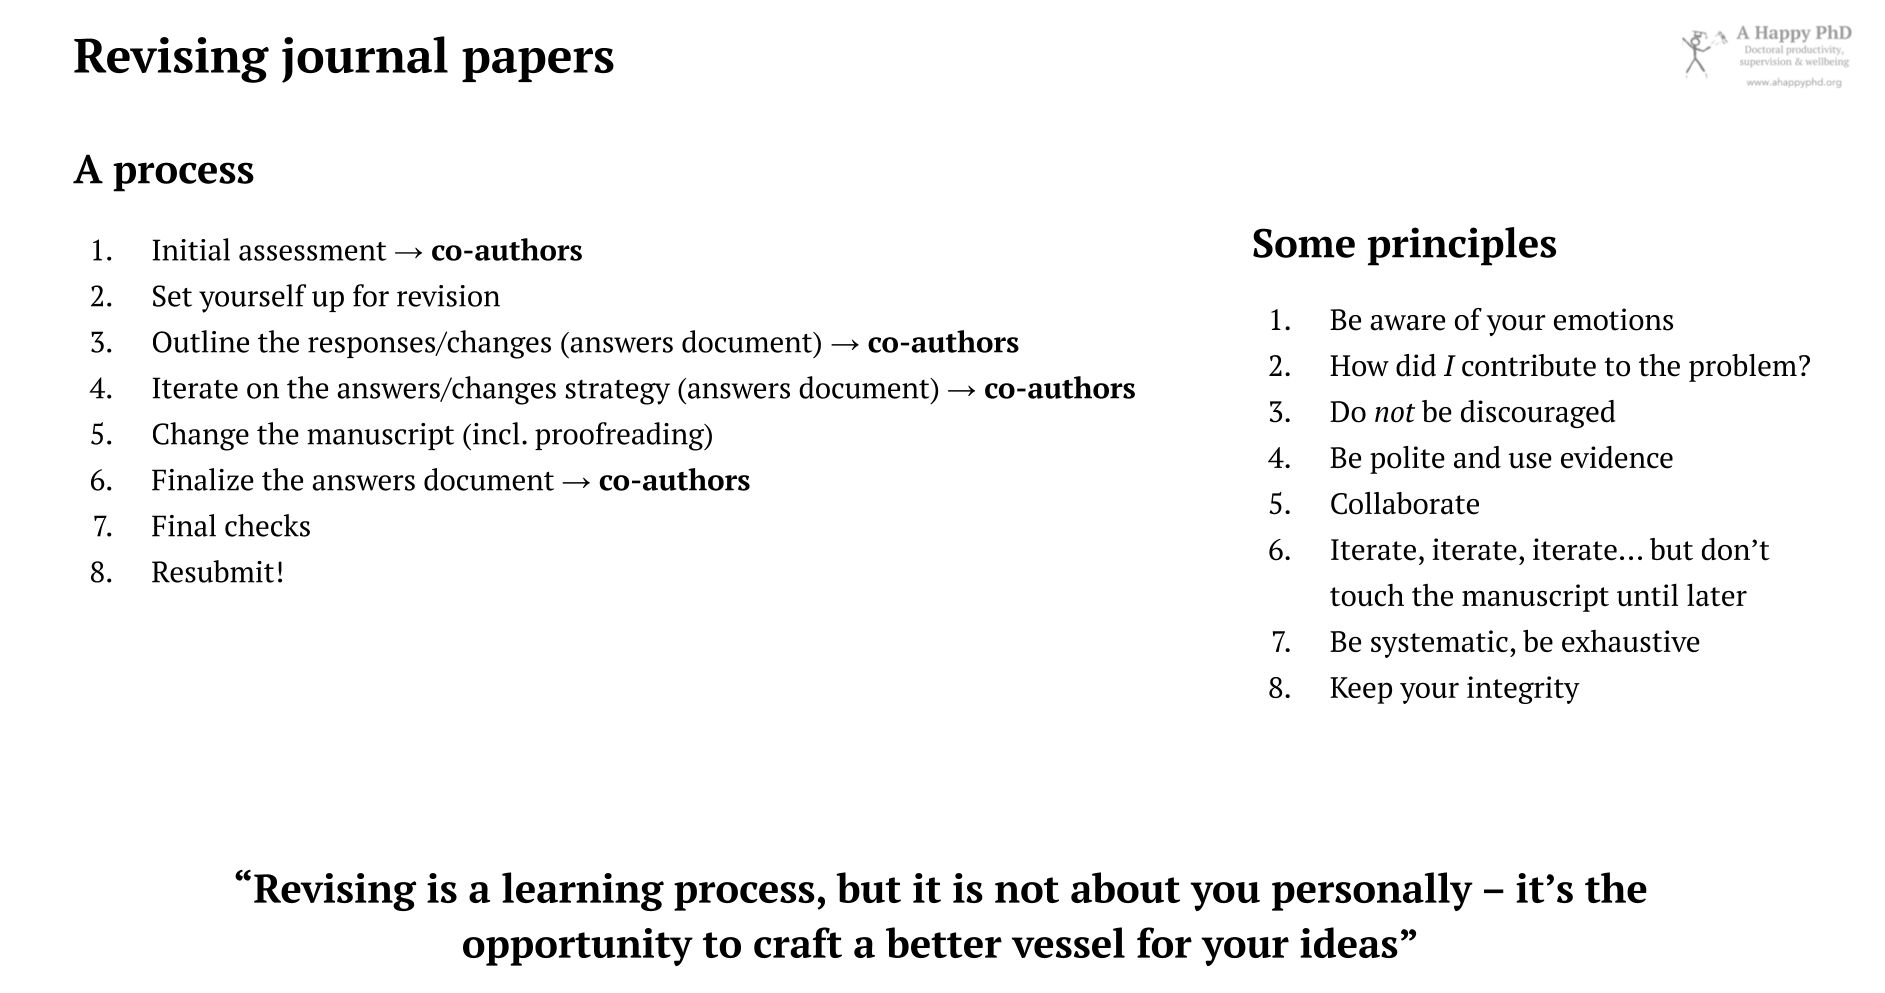 Revising journal papers
A Happy PhD
Doctoral productivity,
supervision & wellbeing
www.ahappyphd.org
A process
1. Initial assessment → co-authors
2. Set yourself up for revision
3. Outline the responses/changes (answers document) → co-authors
4. Iterate on the answers/changes strategy (answers document) → co-authors
5. Change the manuscript (incl. proofreading)
6. Finalize the answers document → co-authors
7. Final checks
8. Resubmit!
Some principles
1. Be aware of your emotions
2. How did I contribute to the problem?
3. Do not be discouraged
4. Be polite and use evidence
5. Collaborate
6. Iterate, iterate, iterate… but don’t
touch the manuscript until later
7. Be systematic, be exhaustive
8. Keep your integrity
“Revising is a learning process, but it is not about you personally – it’s the
opportunity to craft a better vessel for your ideas”